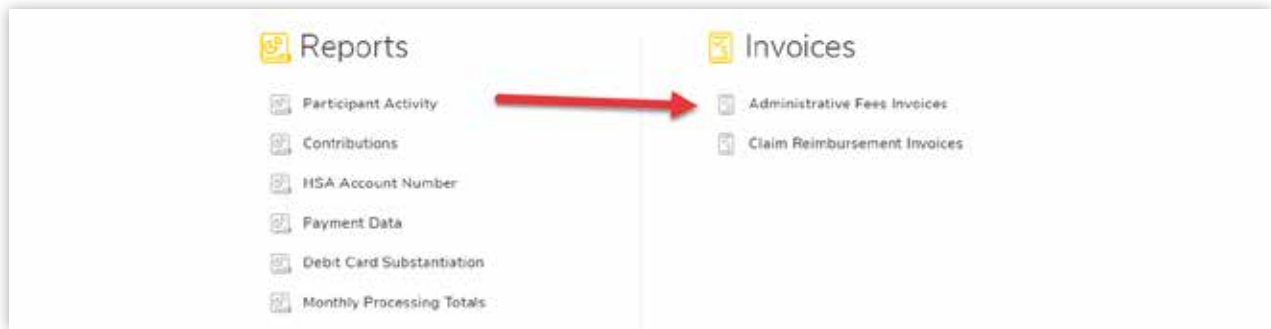 Reports
Participant Activity
Contributions
HSA Account Number
Payment Data
Debit Card Substantiation
Monthly Processing Totals
Invoices
Administrative Fees Invoices
Claim Reimbursement Invoices